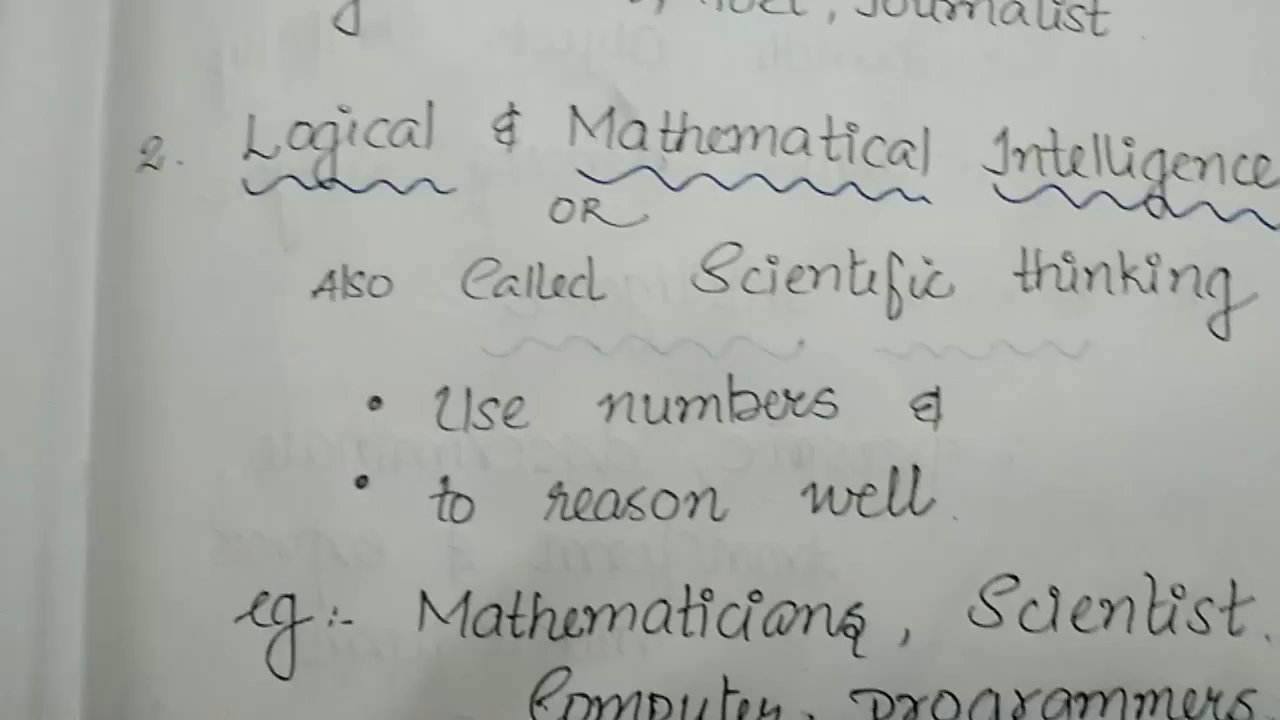 , Journalist
2. Logical & Mathematical Intelligence
OR
Also Called Scientific thinking
• Use numbers &
• to reason well.
eg:- Mathematicians, Scientist.
Computer, programmers